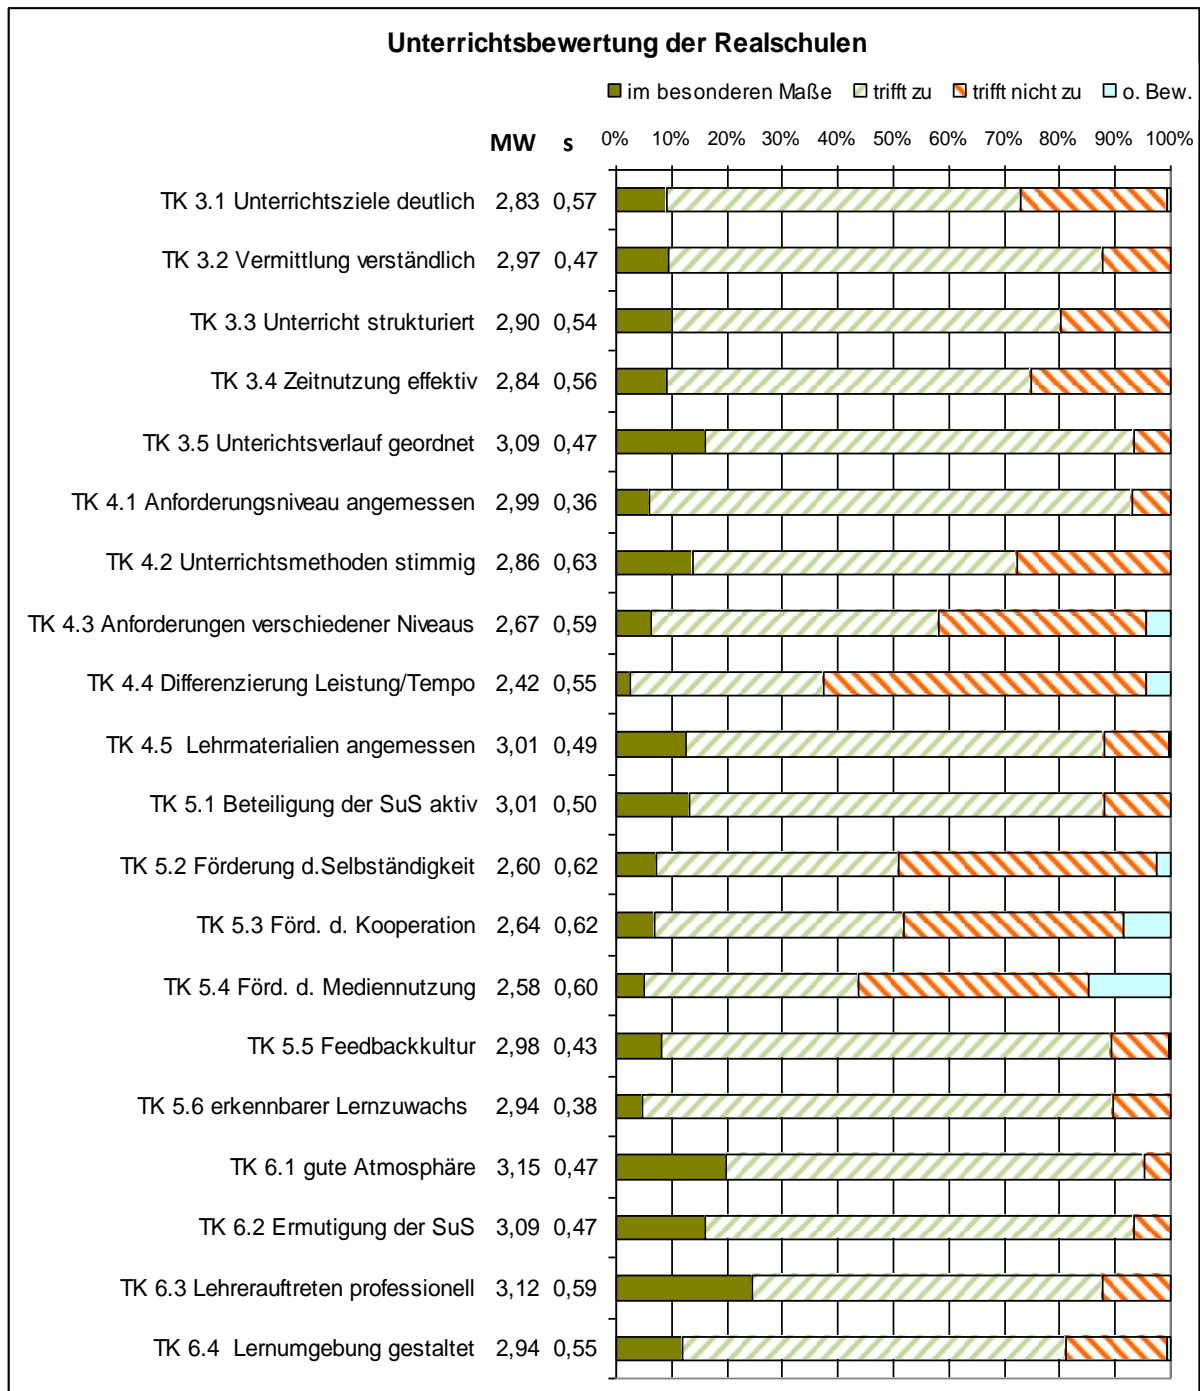 Unterrichtsbewertung der Realschulen
im besonderen Maße trifft zu trifft nicht zu o. Bew.
MW s 0% 10% 20% 30% 40% 50% 60% 70% 80% 90% 100%
TK 3.1 Unterrichtsziele deutlich 2,83 0,57
TK 3.2 Vermittlung verständlich 2,97 0,47
TK 3.3 Unterricht strukturiert 2,90 0,54
TK 3.4 Zeitnutzung effektiv 2,84 0,56
TK 3.5 Unterichtsverlauf geordnet 3,09 0,47
TK 4.1 Anforderungsniveau angemessen 2,99 0,36
TK 4.2 Unterrichtsmethoden stimmig 2,86 0,63
TK 4.3 Anforderungen verschiedener Niveaus 2,67 0,59
TK 4.4 Differenzierung Leistung/Tempo 2,42 0,55
TK 4.5 Lehrmaterialien angemessen 3,01 0,49
TK 5.1 Beteiligung der SuS aktiv 3,01 0,50
TK 5.2 Förderung d.Selbständigkeit 2,60 0,62
TK 5.3 Förd. d. Kooperation 2,64 0,62
TK 5.4 Förd. d. Mediennutzung 2,58 0,60
TK 5.5 Feedbackkultur 2,98 0,43
TK 5.6 erkennbarer Lernzuwachs 2,94 0,38
TK 6.1 gute Atmosphäre 3,15 0,47
TK 6.2 Ermutigung der SuS 3,09 0,47
TK 6.3 Lehrerauftreten professionell 3,12 0,59
TK 6.4 Lernumgebung gestaltet 2,94 0,55